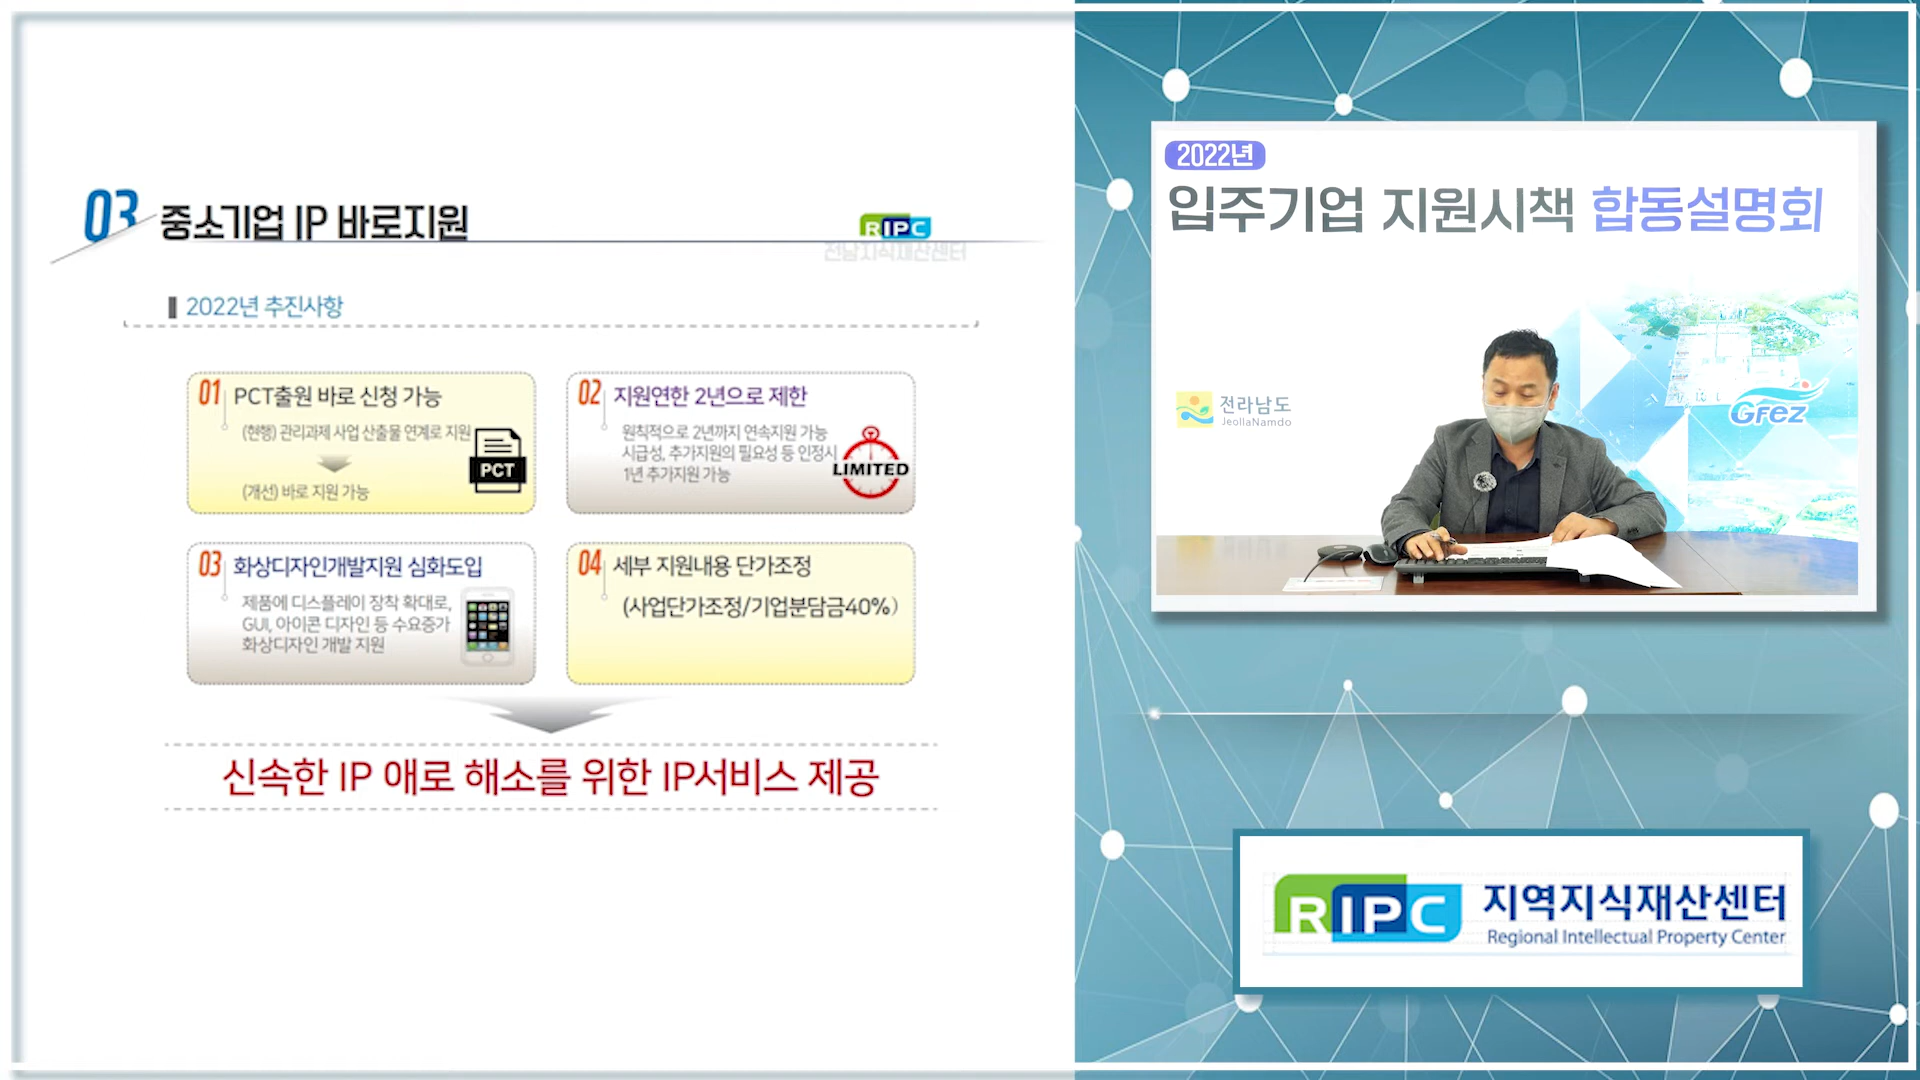 03 중소기업 IP 바로지원
RIPC
전남지식재산센터
2022년 추진사항
01 PCT출원 바로 신청 가능
(현행) 관리과제 사업 산출물 연계로 지원
(개선) 바로 지원 가능
PCT
02 지원연한 2년으로 제한
원칙적으로 2년까지 연속지원 가능
시급성, 추가지원의 필요성 등 인정시
1년 추가지원 가능
LIMITED
03 화상디자인개발지원 심화도입
제품에 디스플레이 장착 확대로,
GUI, 아이콘 디자인 등 수요증가
화상디자인 개발 지원
04 세부 지원내용 단가조정
(사업단가조정/기업분담금40%)
신속한 IP 애로 해소를 위한 IP서비스 제공
2022년
입주기업 지원시책 합동설명회
전라남도
JeollaNamdo
GFEZ
RIPC 지역지식재산센터
Regional Intellectual Property Center